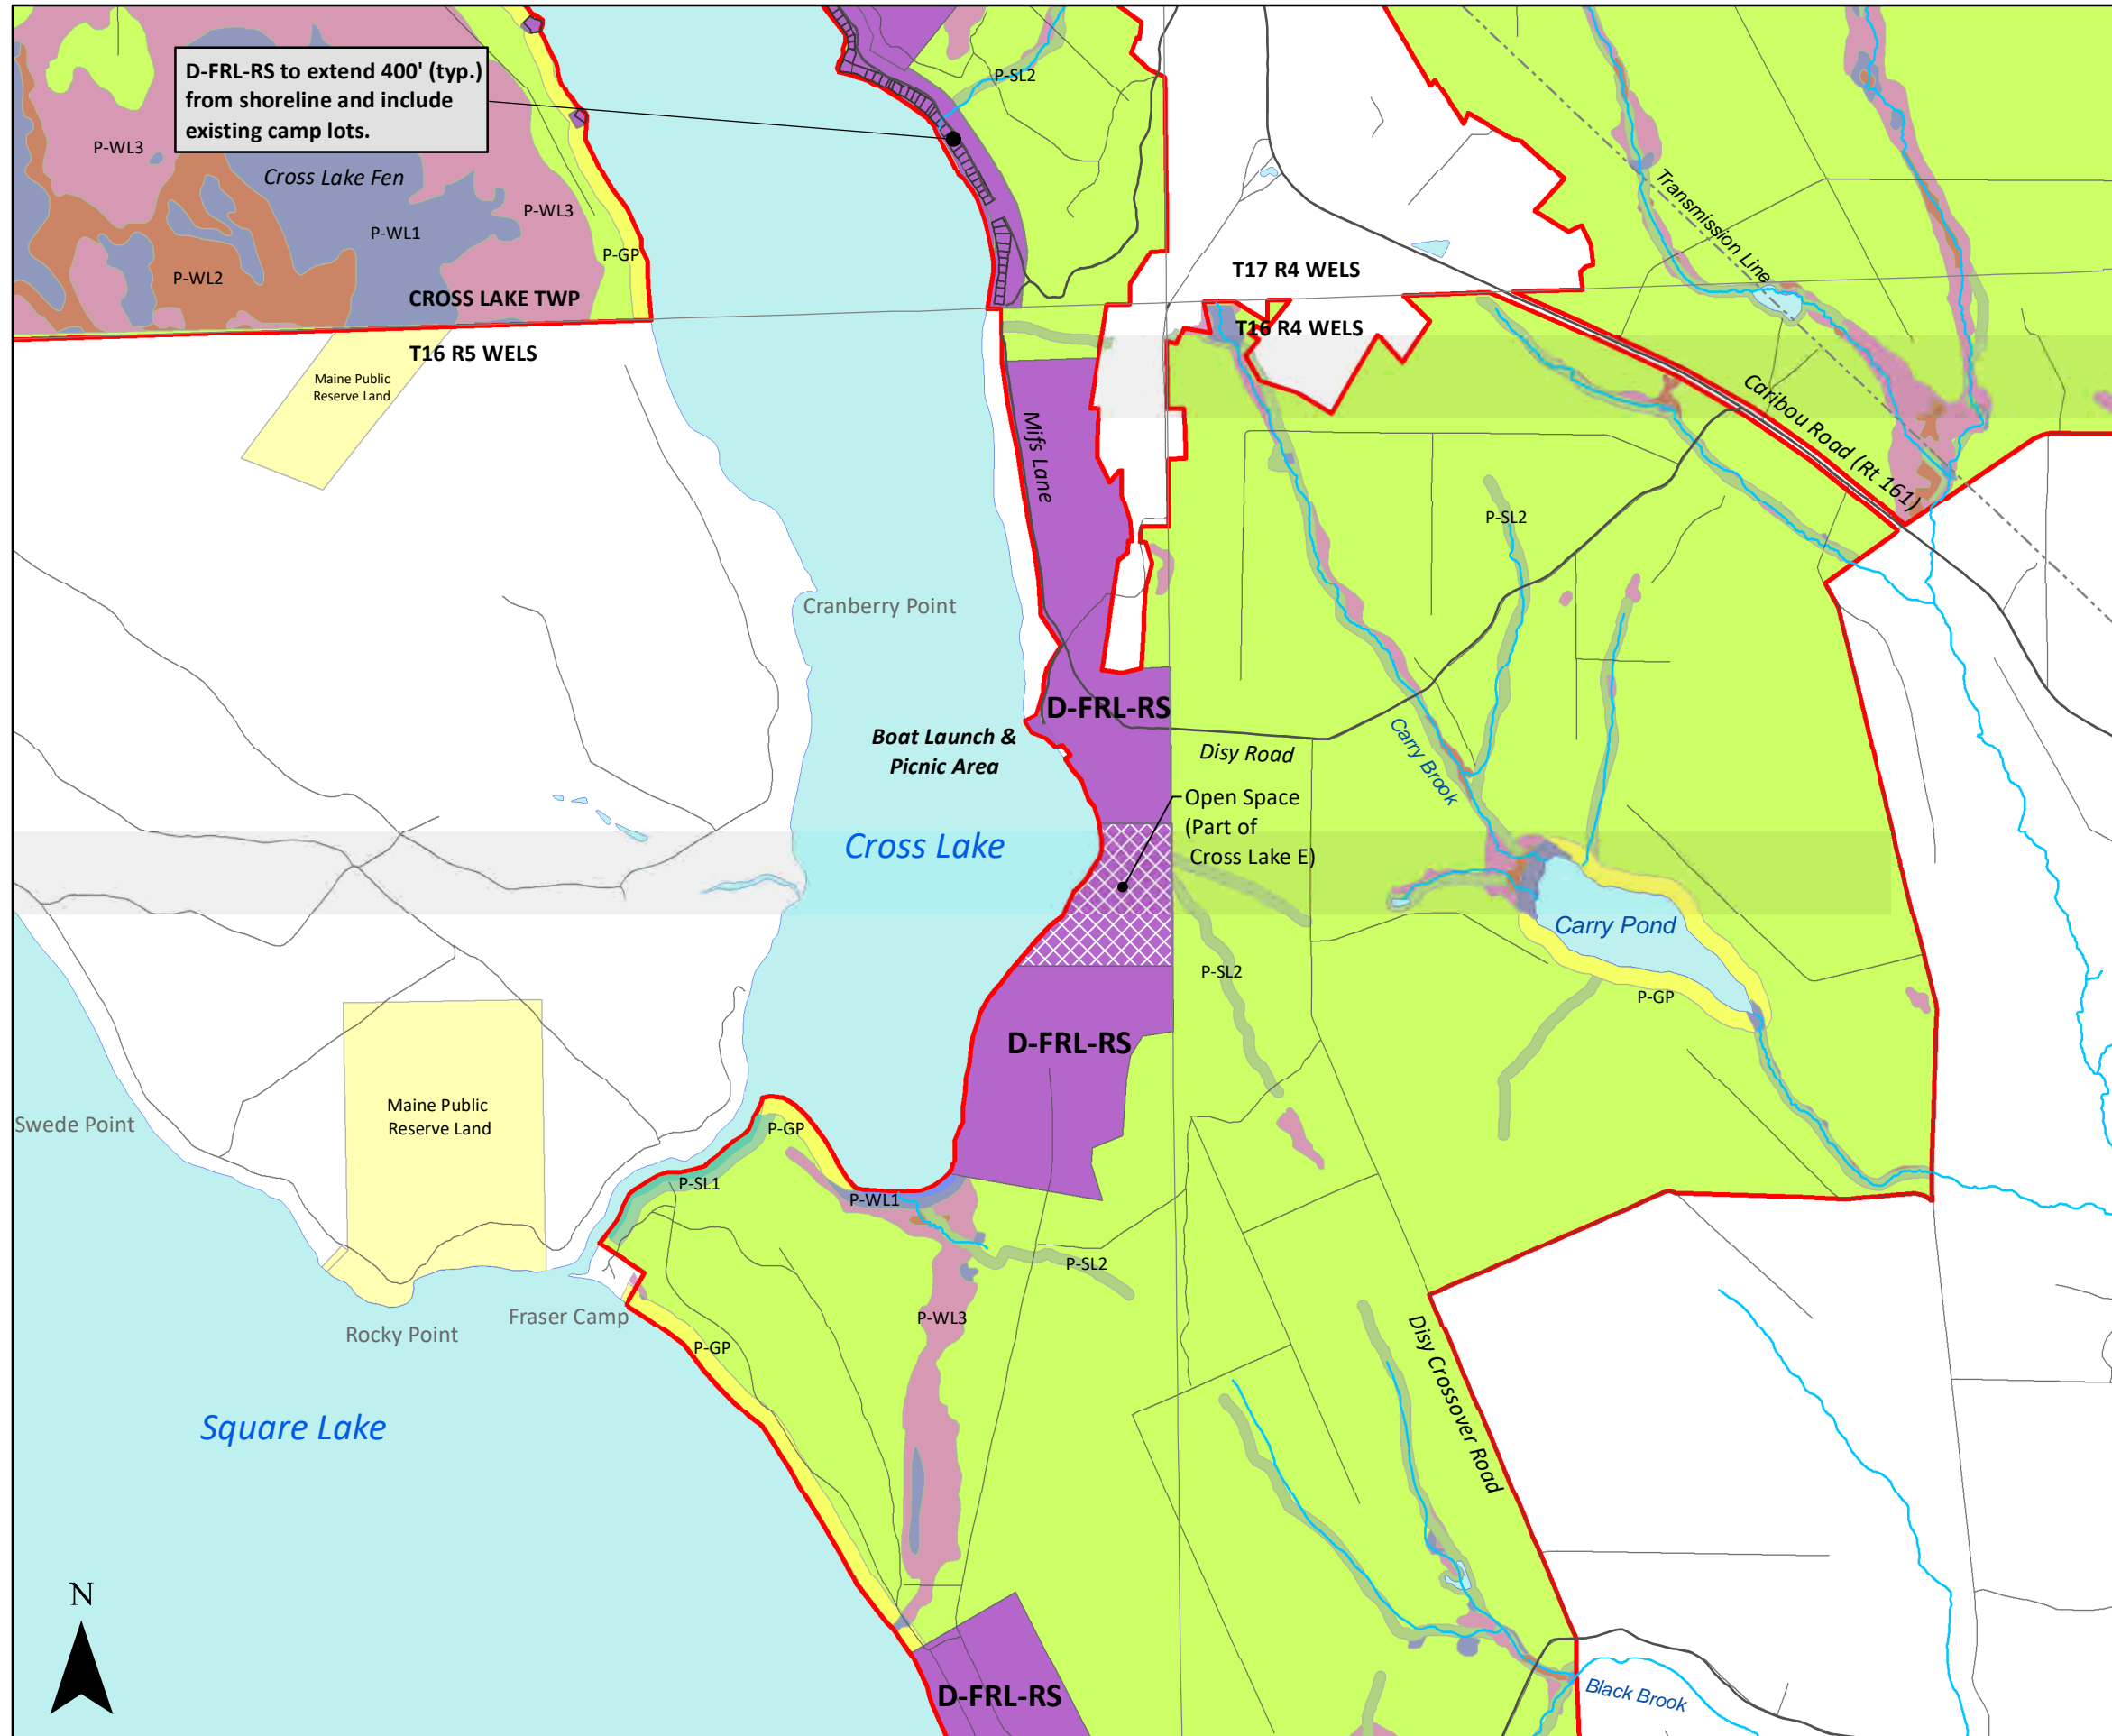 D-FRL-RS to extend 400' (typ.)
from shoreline and include
existing camp lots.
P-SL2
P-WL3
Cross Lake Fen
P-WL3
P-WL1
P-GP
P-WL2
CROSS LAKE TWP
T17 R4 WELS
Transmission Line
T16 R4 WELS
T16 R5 WELS
Maine Public
Reserve Land
Mifs Lane
Caribou Road (Rt 161)
P-SL2
Cranberry Point
D-FRL-RS
Boat Launch &
Picnic Area
Disy Road
Carry Brook
Open Space
(Part of
Cross Lake E)
Cross Lake
Carry Pond
P-SL2
P-GP
D-FRL-RS
Maine Public
Reserve Land
Swede Point
P-GP
P-SL1
P-WL1
P-SL2
Fraser Camp
P-WL3
Rocky Point
P-GP
Disy Crossover Road
Square Lake
N
D-FRL-RS
Black Brook